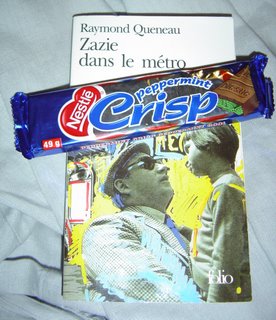 Raymond Queneau
Zazie
dans le métro
Nestlé
Peppermint
Crisp
49 g
folio